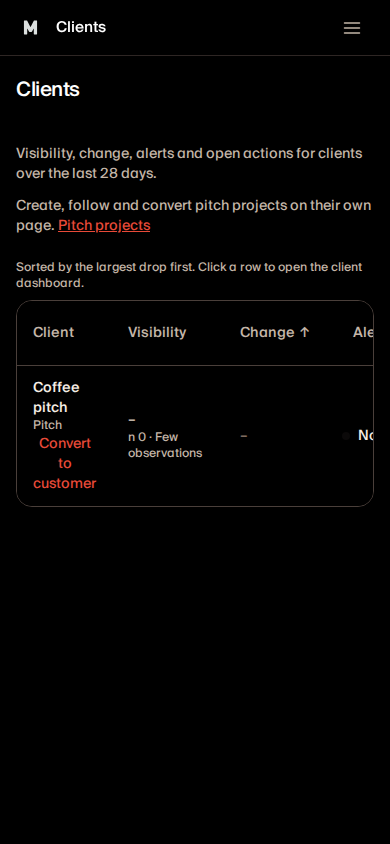 M Clients
Clients
Visibility, change, alerts and open actions for clients
over the last 28 days.
Create, follow and convert pitch projects on their own
page. Pitch projects
Sorted by the largest drop first. Click a row to open the client
dashboard.
Client Visibility Change ↑ Ale
Coffee
pitch
Pitch
Convert
to
customer
–
n 0 · Few
observations
–
No